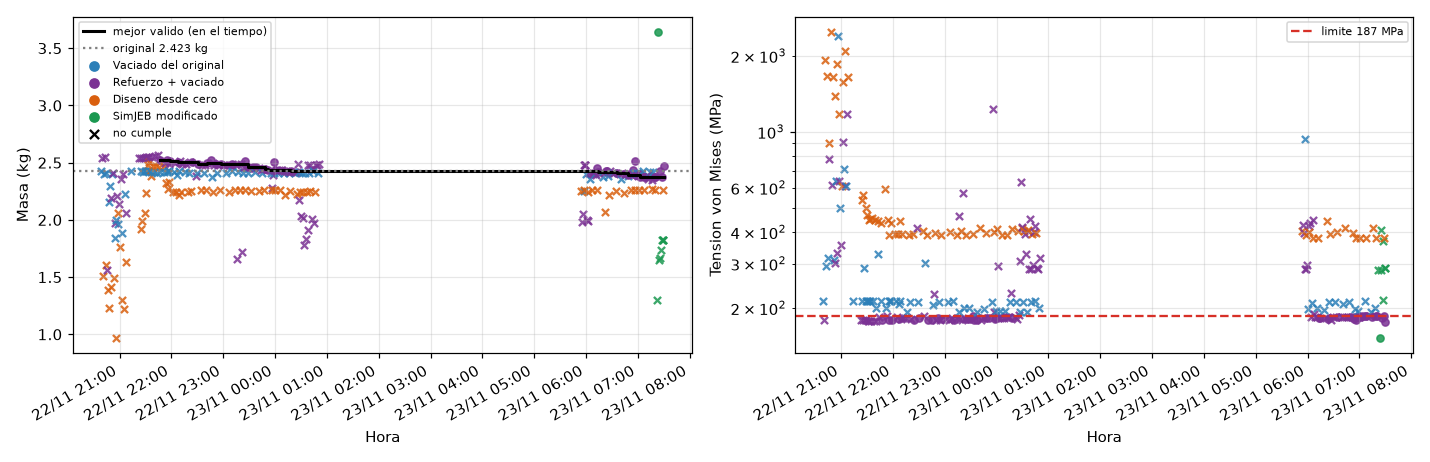 Masa (kg)
3.5
3.0
2.5
2.0
1.5
1.0
mejor valido (en el tiempo)
original 2.423 kg
Vaciado del original
Refuerzo + vaciado
Diseno desde cero
SimJEB modificado
no cumple
22/11 21:00
22/11 22:00
22/11 23:00
23/11 00:00
23/11 01:00
23/11 02:00
23/11 03:00
23/11 04:00
23/11 05:00
23/11 06:00
23/11 07:00
23/11 08:00
Hora
Tension von Mises (MPa)
2 × 10³
10³
6 × 10²
4 × 10²
3 × 10²
2 × 10²
limite 187 MPa
22/11 21:00
22/11 22:00
22/11 23:00
23/11 00:00
23/11 01:00
23/11 02:00
23/11 03:00
23/11 04:00
23/11 05:00
23/11 06:00
23/11 07:00
23/11 08:00
Hora